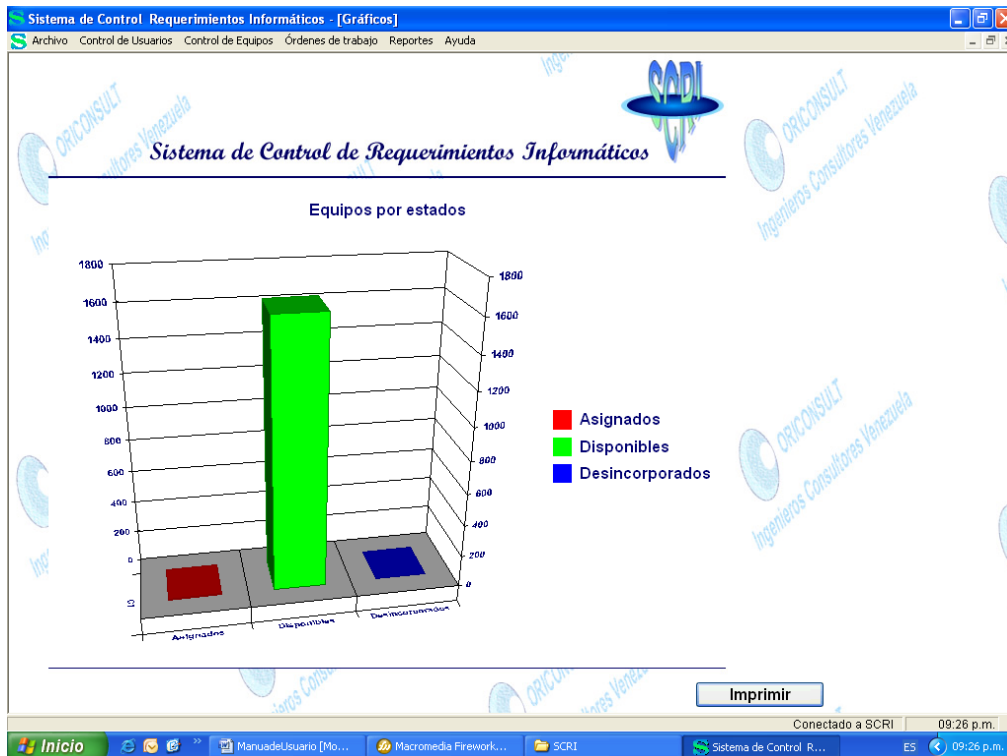 Sistema de Control Requerimientos Informáticos - [Gráficos]
Archivo Control de Usuarios Control de Equipos Órdenes de trabajo Reportes Ayuda
SCRI
Sistema de Control de Requerimientos Informáticos
ORICONSULT
Ingenieros Consultores Venezuela
ORICONSULT
Ingenieros Consultores Venezuela
Equipos por estados
1800
1600
1400
1200
1000
800
600
400
200
0
1800
1600
1400
1200
1000
800
600
400
200
0
Asignados
Disponibles
Desincorporados
Asignados
Disponibles
Imprimir
Conectado a SCRI 09:26 p.m.
Inicio ManuadeUsuario [Mo... Macromedia Firework... SCRI Sistema de Control R... ES 09:26 p.m.